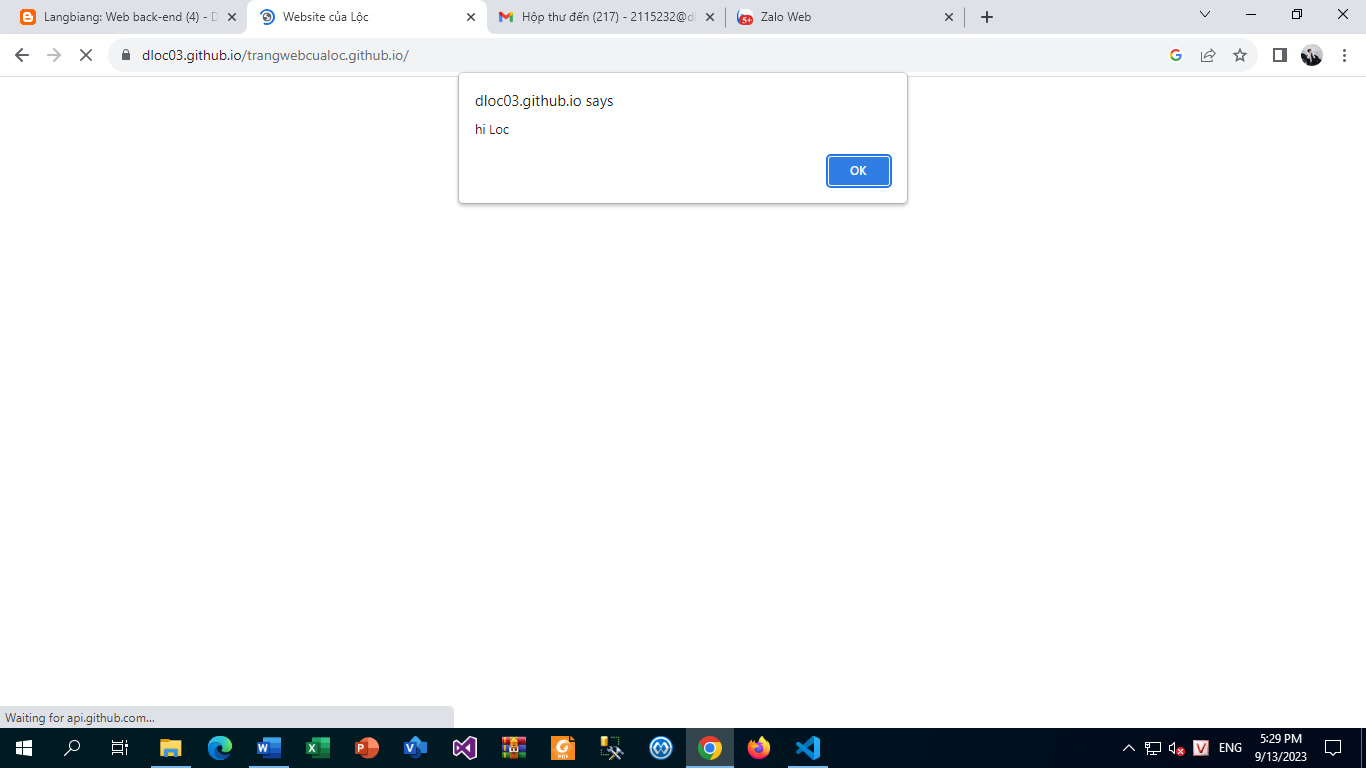 Langbiang: Web back-end (4) - D
Website của Lộc
Hộp thư đến (217) - 2115232@dl
5+
Zalo Web
dloc03.github.io/trangwebcualoc.github.io/
dloc03.github.io says
hi Loc
OK
Waiting for api.github.com...
PDF
V
ENG
5:29 PM
9/13/2023